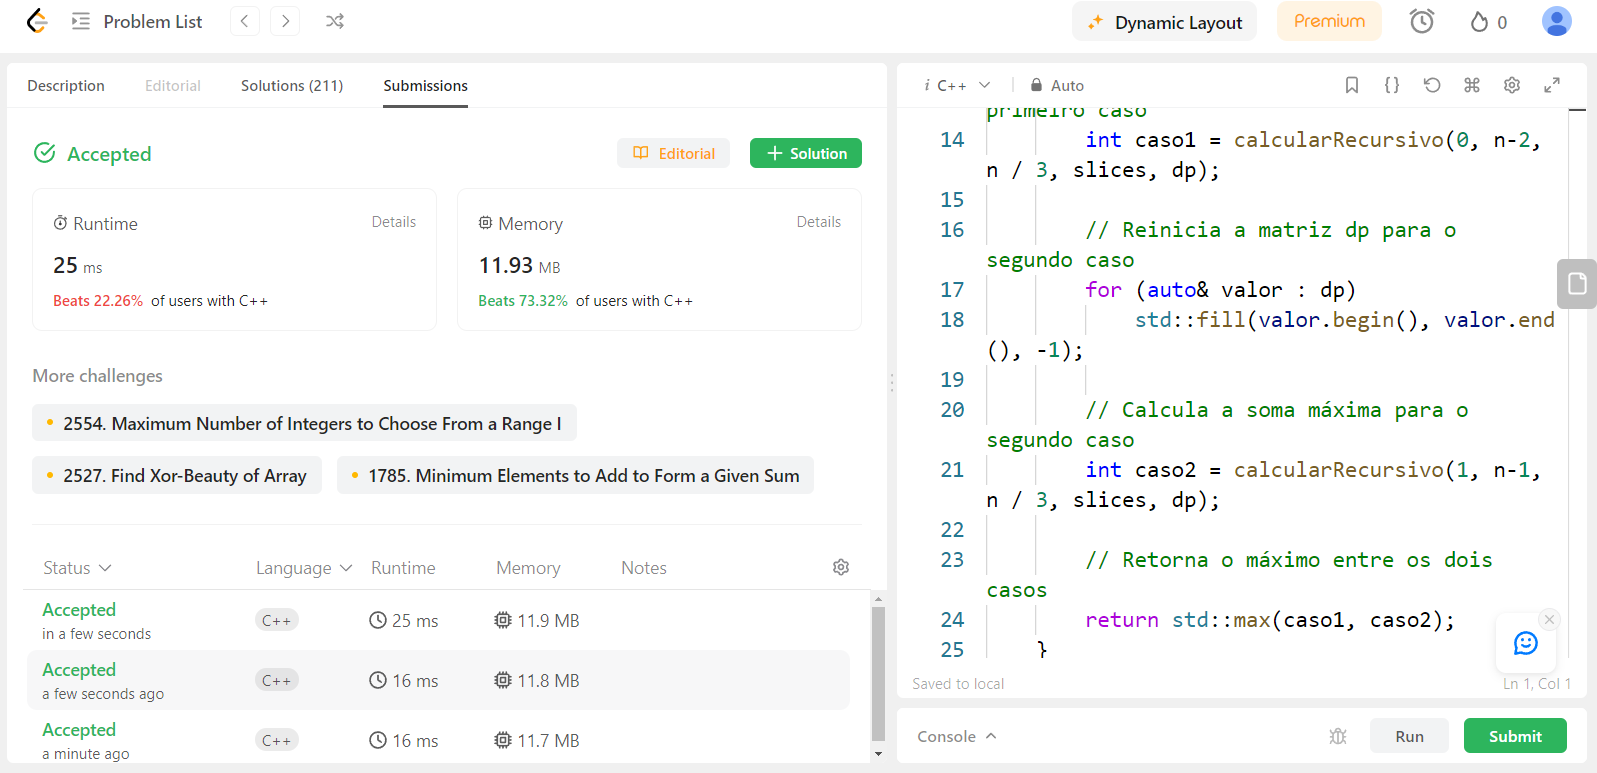 Problem List
Dynamic Layout
Premium
0
Description
Editorial
Solutions (211)
Submissions
Accepted
Editorial
Solution
Runtime
Details
25 ms
Beats 22.26% of users with C++
Memory
Details
11.93 MB
Beats 73.32% of users with C++
More challenges
2554. Maximum Number of Integers to Choose From a Range I
2527. Find Xor-Beauty of Array
1785. Minimum Elements to Add to Form a Given Sum
Status
Language
Runtime
Memory
Notes
Accepted
in a few seconds
C++
25 ms
11.9 MB
Accepted
a few seconds ago
C++
16 ms
11.8 MB
Accepted
a minute ago
C++
16 ms
11.7 MB
i C++
Auto
primeiro caso
14 int caso1 = calcularRecursivo(0, n-2,
n / 3, slices, dp);
15
16 // Reinicia a matriz dp para o
segundo caso
17 for (auto& valor : dp)
18 std::fill(valor.begin(), valor.end
(), -1);
19
20 // Calcula a soma máxima para o
segundo caso
21 int caso2 = calcularRecursivo(1, n-1,
n / 3, slices, dp);
22
23 // Retorna o máximo entre os dois
casos
24 return std::max(caso1, caso2);
25 }
Saved to local
Ln 1, Col 1
Console
Run
Submit